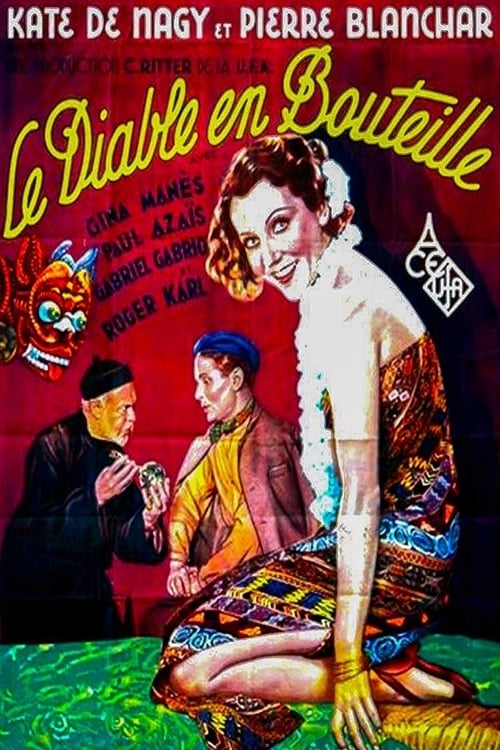 KATE DE NAGY ET PIERRE BLANCHAR
PRODUCTION C. RITTER DE LA U.F.A.
Le Diable en Bouteille
AVEC
GINA MANÈS
PAUL AZAÏS
GABRIEL GABRIO
ET
ROGER KARL
ACE
UFA